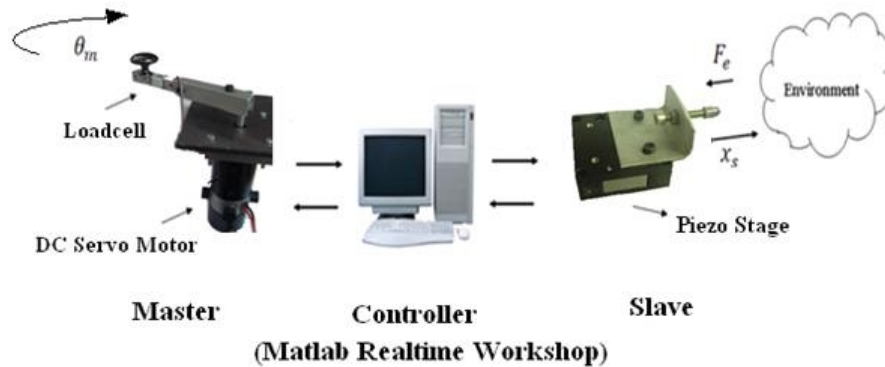 θm
Loadcell
DC Servo Motor
Fe
Environment
xs
Piezo Stage
Master
Controller
Slave
(Matlab Realtime Workshop)